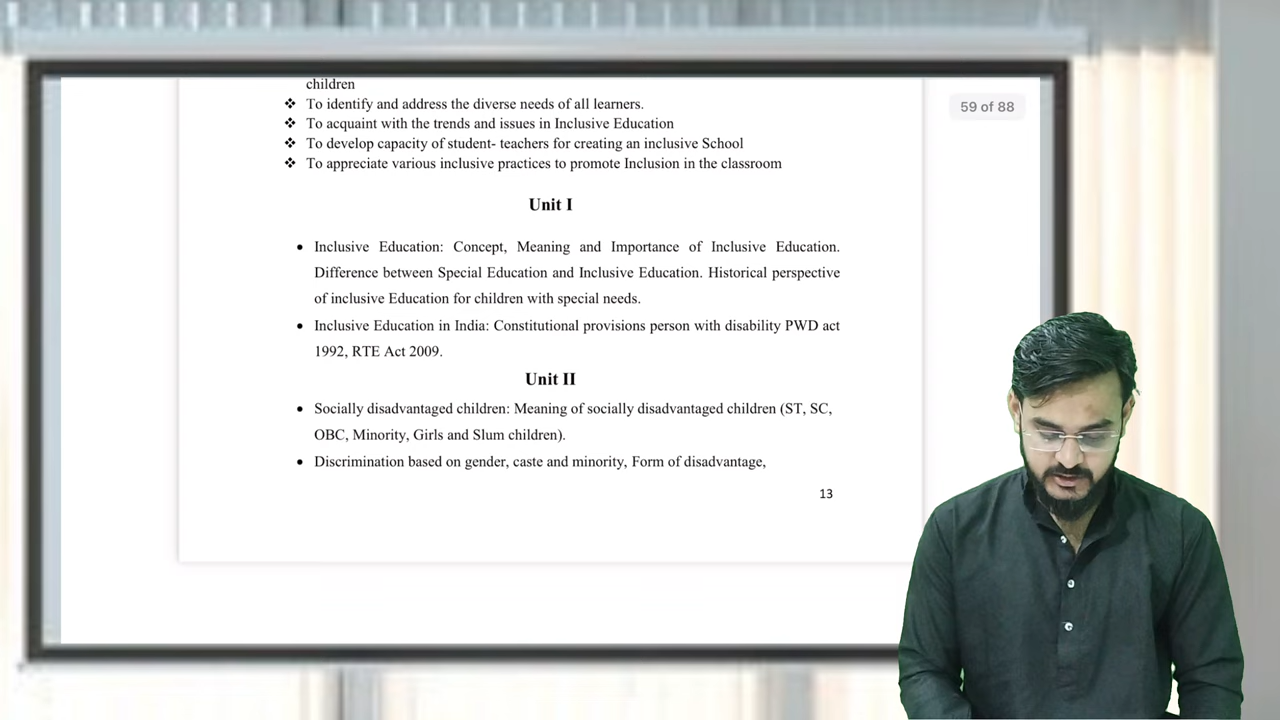 children
59 of 88
❖ To identify and address the diverse needs of all learners.
❖ To acquaint with the trends and issues in Inclusive Education
❖ To develop capacity of student- teachers for creating an inclusive School
❖ To appreciate various inclusive practices to promote Inclusion in the classroom
Unit I
• Inclusive Education: Concept, Meaning and Importance of Inclusive Education.
Difference between Special Education and Inclusive Education. Historical perspective
of inclusive Education for children with special needs.
• Inclusive Education in India: Constitutional provisions person with disability PWD act
1992, RTE Act 2009.
Unit II
• Socially disadvantaged children: Meaning of socially disadvantaged children (ST, SC,
OBC, Minority, Girls and Slum children).
• Discrimination based on gender, caste and minority, Form of disadvantage,
13